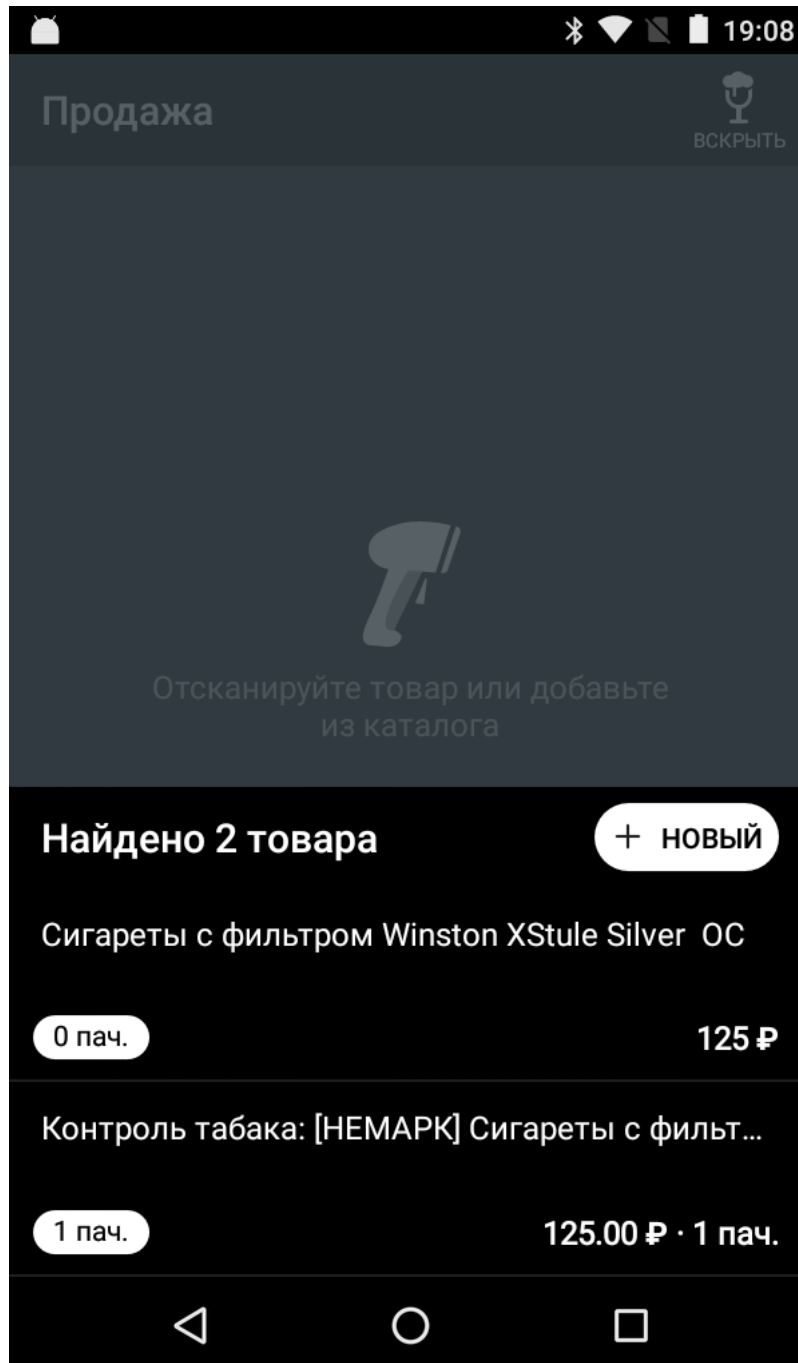 19:08
Продажа
ВСКРЫТЬ
Отсканируйте товар или добавьте
из каталога
Найдено 2 товара
+ НОВЫЙ
Сигареты с фильтром Winston XStule Silver ОС
0 пач.
125 ₽
Контроль табака: [НЕМАРК] Сигареты с фильт...
1 пач.
125.00 ₽ · 1 пач.